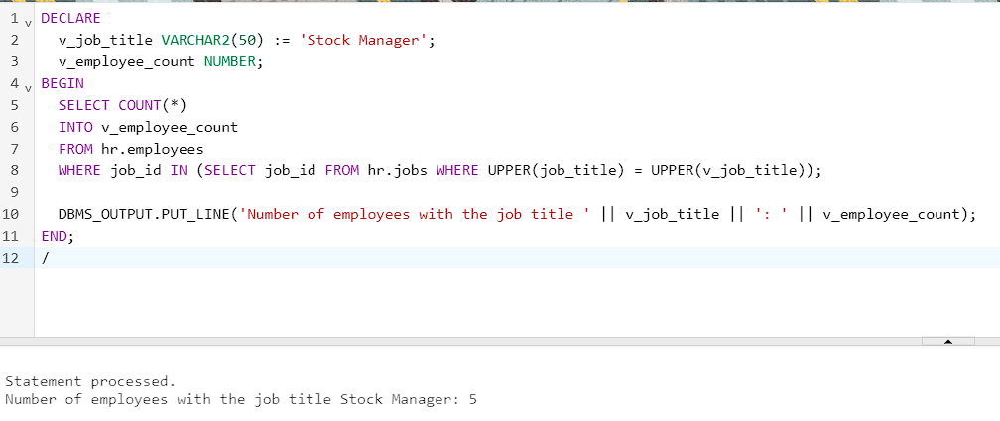 1 DECLARE
2 v_job_title VARCHAR2(50) := 'Stock Manager';
3 v_employee_count NUMBER;
4 BEGIN
5 SELECT COUNT(*)
6 INTO v_employee_count
7 FROM hr.employees
8 WHERE job_id IN (SELECT job_id FROM hr.jobs WHERE UPPER(job_title) = UPPER(v_job_title));
9
10 DBMS_OUTPUT.PUT_LINE('Number of employees with the job title ' || v_job_title || ': ' || v_employee_count);
11 END;
12 /
Statement processed.
Number of employees with the job title Stock Manager: 5